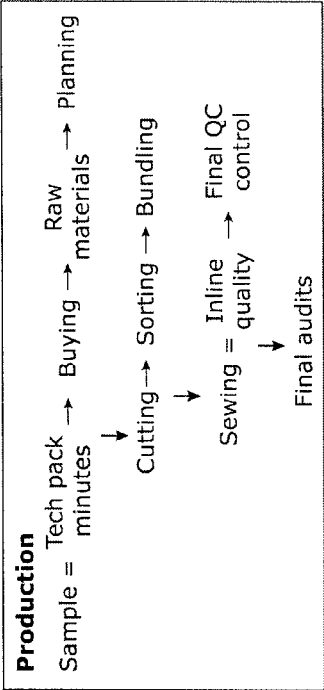 Production
Sample = Tech pack minutes → Buying → Raw materials → Planning
↓
Cutting → Sorting → Bundling
↓
Sewing = Inline quality → Final QC control
↓
Final audits